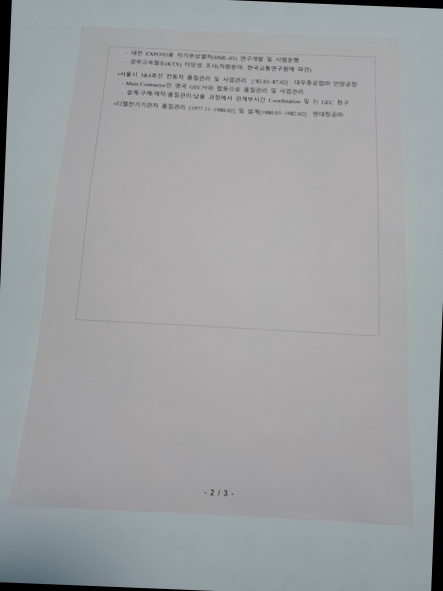 - 대전 EXPO93용 자기부상열차(HML-03) 연구개발 및 시험운행
- 경부고속철도(KTX) 타당성 조사(차량분야, 한국교통연구원에 파견)
•서울시 3&4호선 전동차 품질관리 및 사업관리 ['82.03-87.02] : 대우중공업㈜ 안양공장
- Main Contractor인 영국 GEC사와 합동으로 품질관리 및 사업관리
- 설계/구매/제작/품질관리/납품 과정에서 관계부서간 Coordination 및 GEC 창구
•디젤전기기관차 품질관리 [1977.11-1980.02] 및 설계[1980.03-1982.02] : 현대정공㈜
- 2 / 3 -